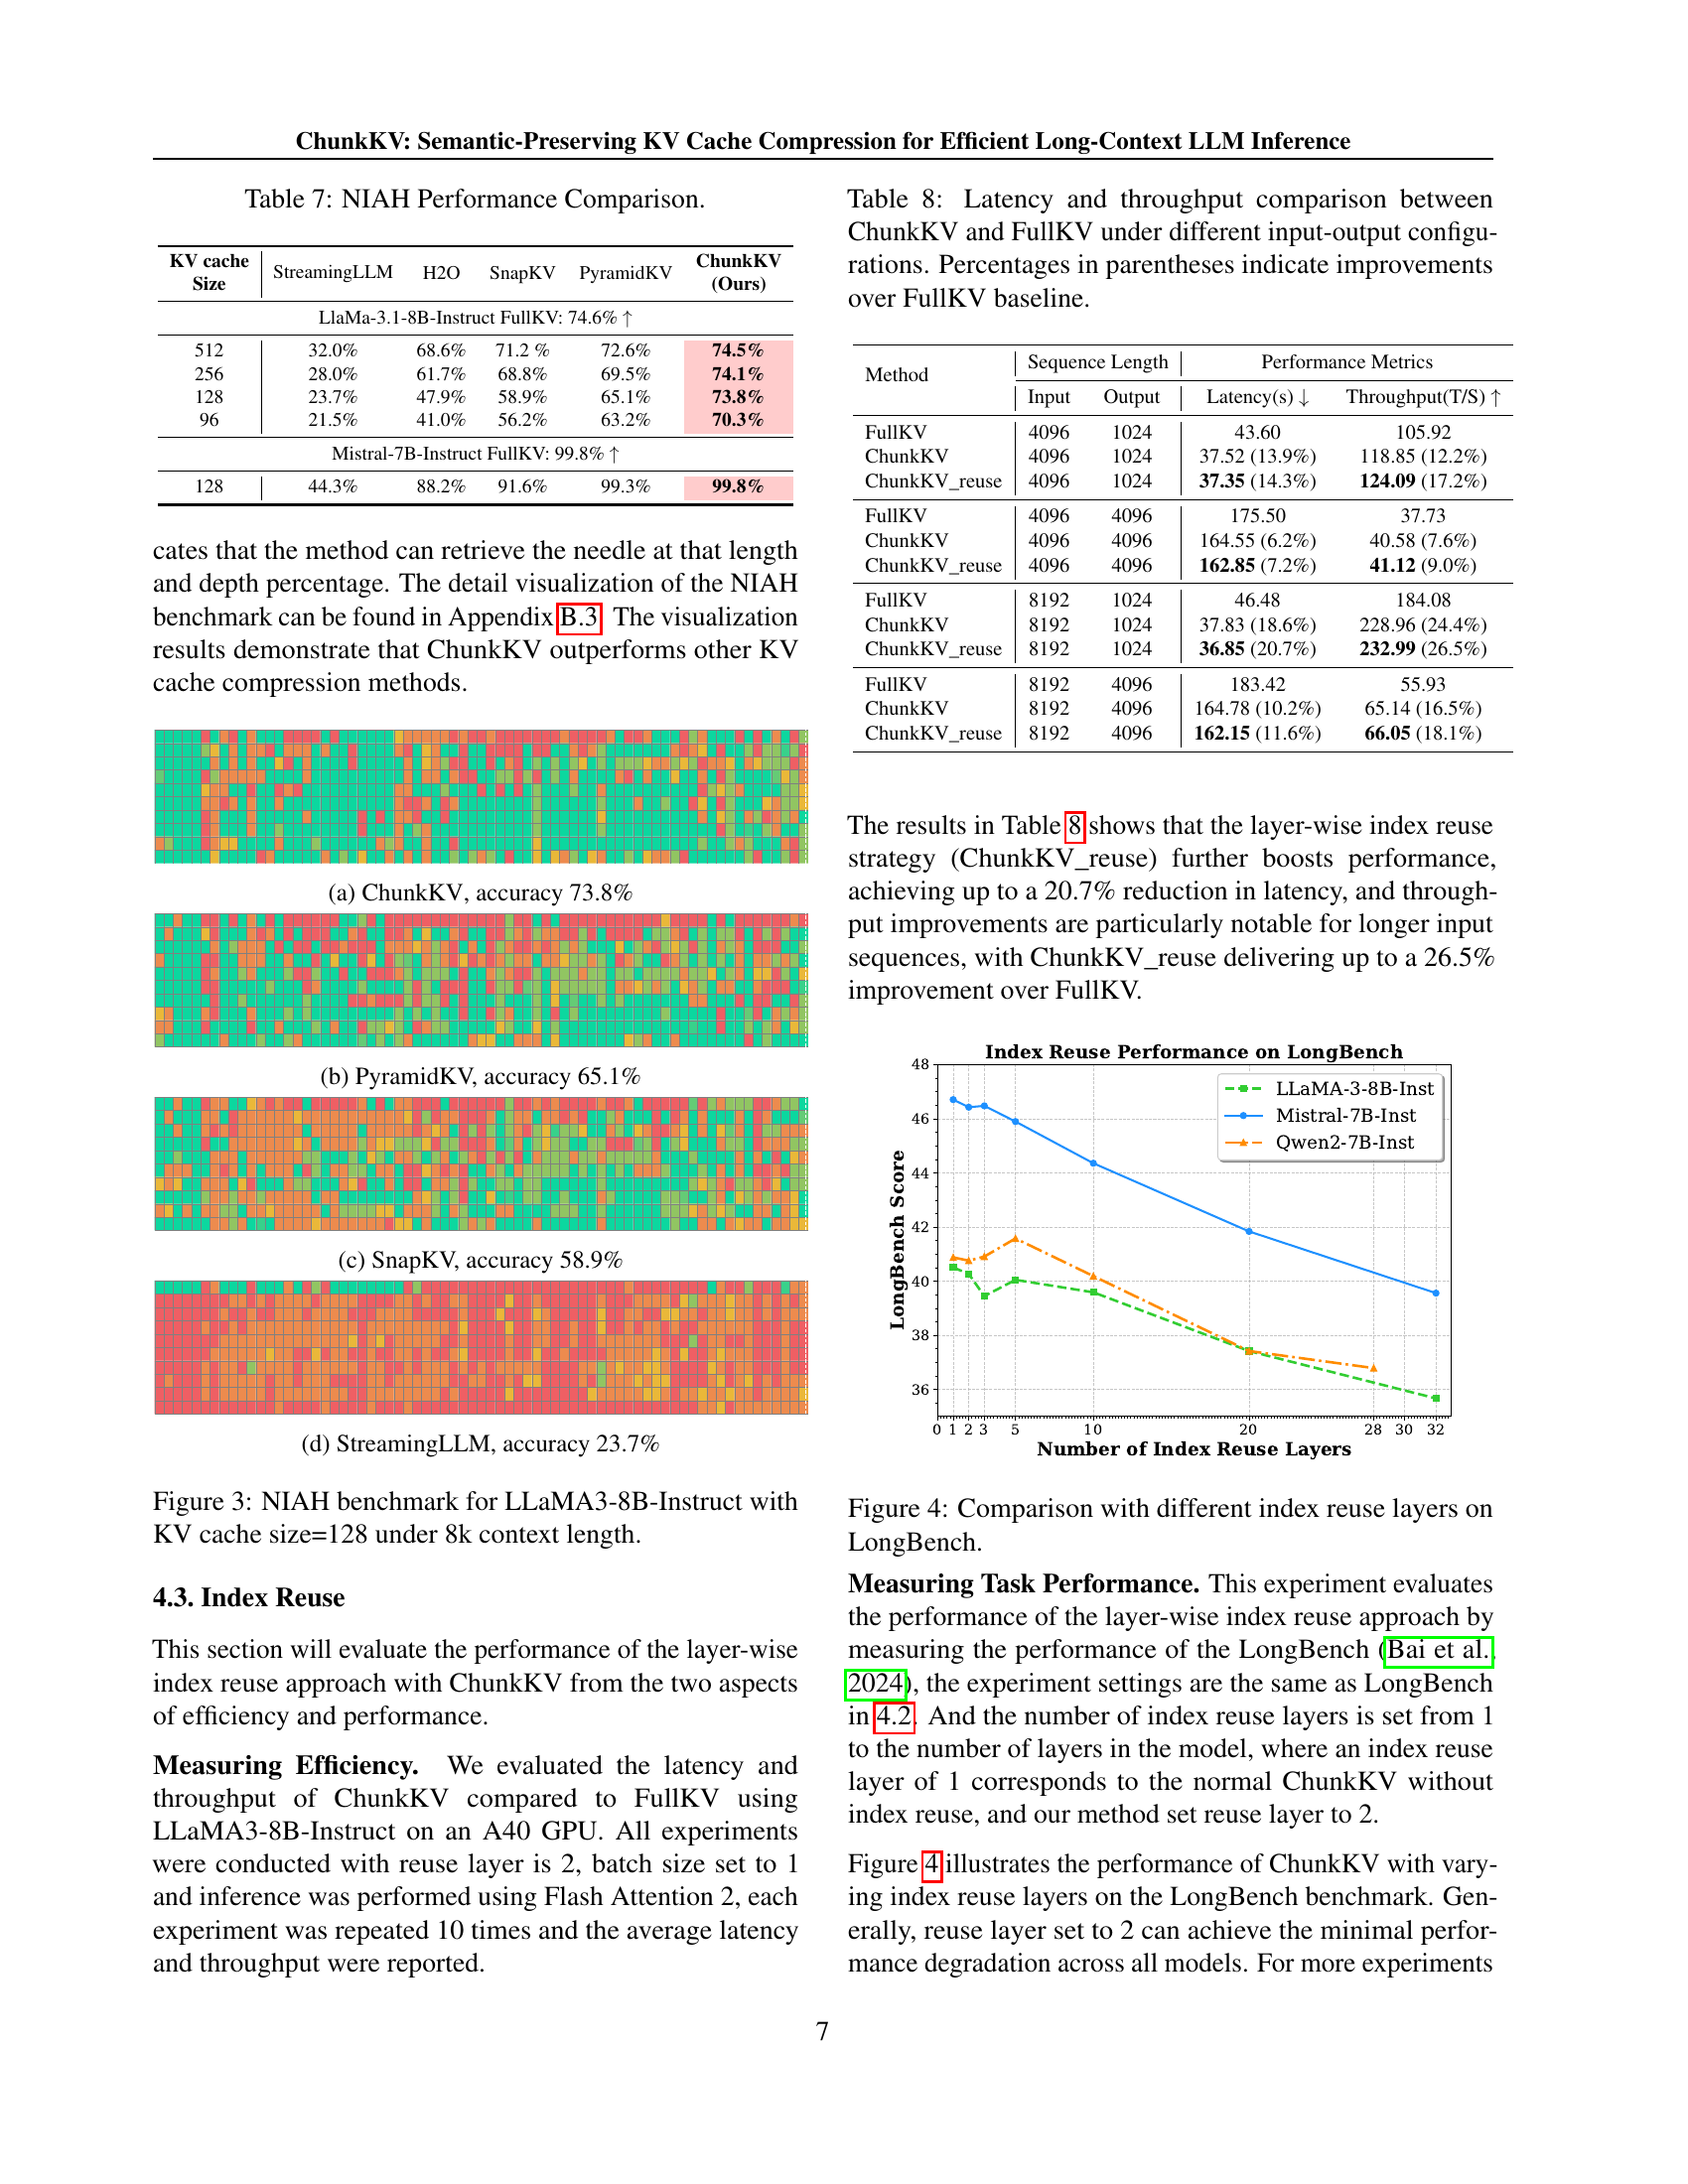 ChunkKV: Semantic-Preserving KV Cache Compression for Efficient Long-Context LLM Inference
Table 7: NIAH Performance Comparison.
KV cache Size StreamingLLM H2O SnapKV PyramidKV ChunkKV (Ours)
LlaMa-3.1-8B-Instruct FullKV: 74.6% ↑
512 32.0% 68.6% 71.2 % 72.6% 74.5%
256 28.0% 61.7% 68.8% 69.5% 74.1%
128 23.7% 47.9% 58.9% 65.1% 73.8%
96 21.5% 41.0% 56.2% 63.2% 70.3%
Mistral-7B-Instruct FullKV: 99.8% ↑
128 44.3% 88.2% 91.6% 99.3% 99.8%
cates that the method can retrieve the needle at that length
and depth percentage. The detail visualization of the NIAH
benchmark can be found in Appendix B.3. The visualization
results demonstrate that ChunkKV outperforms other KV
cache compression methods.
(a) ChunkKV, accuracy 73.8%
(b) PyramidKV, accuracy 65.1%
(c) SnapKV, accuracy 58.9%
(d) StreamingLLM, accuracy 23.7%
Figure 3: NIAH benchmark for LLaMA3-8B-Instruct with
KV cache size=128 under 8k context length.
4.3. Index Reuse
This section will evaluate the performance of the layer-wise
index reuse approach with ChunkKV from the two aspects
of efficiency and performance.
Measuring Efficiency. We evaluated the latency and
throughput of ChunkKV compared to FullKV using
LLaMA3-8B-Instruct on an A40 GPU. All experiments
were conducted with reuse layer is 2, batch size set to 1
and inference was performed using Flash Attention 2, each
experiment was repeated 10 times and the average latency
and throughput were reported.
Table 8: Latency and throughput comparison between
ChunkKV and FullKV under different input-output configu-
rations. Percentages in parentheses indicate improvements
over FullKV baseline.
Method Sequence Length Performance Metrics
Input Output Latency(s) ↓ Throughput(T/S) ↑
FullKV 4096 1024 43.60 105.92
ChunkKV 4096 1024 37.52 (13.9%) 118.85 (12.2%)
ChunkKV_reuse 4096 1024 37.35 (14.3%) 124.09 (17.2%)
FullKV 4096 4096 175.50 37.73
ChunkKV 4096 4096 164.55 (6.2%) 40.58 (7.6%)
ChunkKV_reuse 4096 4096 162.85 (7.2%) 41.12 (9.0%)
FullKV 8192 1024 46.48 184.08
ChunkKV 8192 1024 37.83 (18.6%) 228.96 (24.4%)
ChunkKV_reuse 8192 1024 36.85 (20.7%) 232.99 (26.5%)
FullKV 8192 4096 183.42 55.93
ChunkKV 8192 4096 164.78 (10.2%) 65.14 (16.5%)
ChunkKV_reuse 8192 4096 162.15 (11.6%) 66.05 (18.1%)
The results in Table 8 shows that the layer-wise index reuse
strategy (ChunkKV_reuse) further boosts performance,
achieving up to a 20.7% reduction in latency, and through-
put improvements are particularly notable for longer input
sequences, with ChunkKV_reuse delivering up to a 26.5%
improvement over FullKV.
Index Reuse Performance on LongBench
LLaMA-3-8B-Inst
Mistral-7B-Inst
Qwen2-7B-Inst
LongBench Score
48
46
44
42
40
38
36
0 1 2 3 5 10 20 28 30 32
Number of Index Reuse Layers
Figure 4: Comparison with different index reuse layers on
LongBench.
Measuring Task Performance. This experiment evaluates
the performance of the layer-wise index reuse approach by
measuring the performance of the LongBench (Bai et al.,
2024), the experiment settings are the same as LongBench
in 4.2. And the number of index reuse layers is set from 1
to the number of layers in the model, where an index reuse
layer of 1 corresponds to the normal ChunkKV without
index reuse, and our method set reuse layer to 2.
Figure 4 illustrates the performance of ChunkKV with vary-
ing index reuse layers on the LongBench benchmark. Gen-
erally, reuse layer set to 2 can achieve the minimal perfor-
mance degradation across all models. For more experiments
7